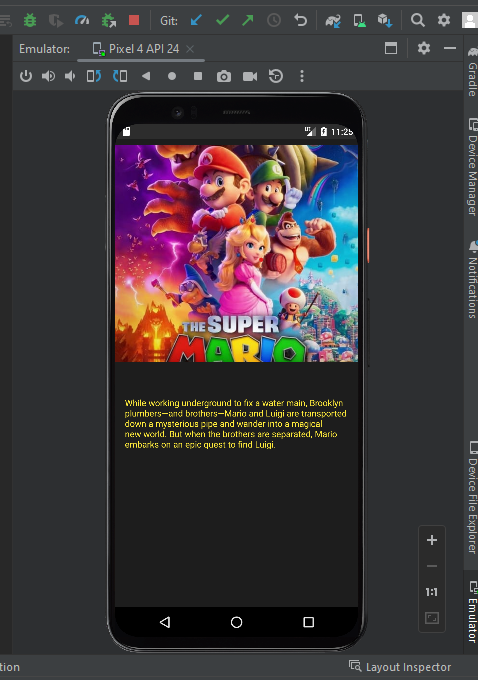 Git:
Emulator:
Pixel 4 API 24
11:25
THE SUPER
MARIO
While working underground to fix a water main, Brooklyn
plumbers—and brothers—Mario and Luigi are transported
down a mysterious pipe and wander into a magical
new world. But when the brothers are separated, Mario
embarks on an epic quest to find Luigi.
1:1
Gradle
Device Manager
Notifications
Device File Explorer
Emulator
tion
Layout Inspector